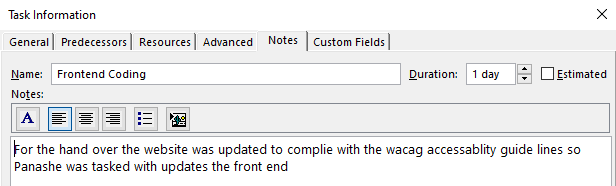 Task Information
General Predecessors Resources Advanced Notes Custom Fields
Name: Frontend Coding Duration: 1 day Estimated
Notes:
A
For the hand over the website was updated to complie with the wacag accessablity guide lines so
Panashe was tasked with updates the front end